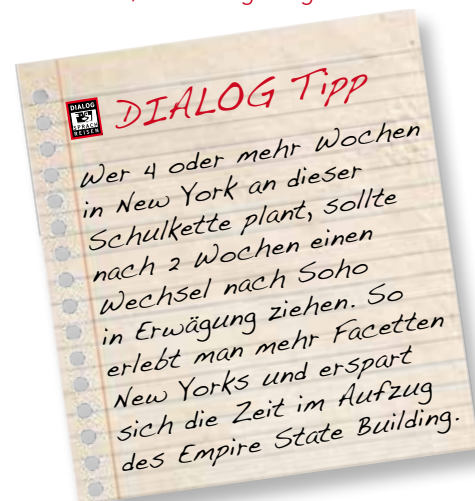 DIALOG
SPRACH
REISEN
DIALOG Tipp
Wer 4 oder mehr Wochen
in New York an dieser
Schulkette plant, sollte
nach 2 Wochen einen
Wechsel nach Soho
in Erwägung ziehen. So
erlebt man mehr Facetten
New Yorks und erspart
sich die Zeit im Aufzug
des Empire State Building.